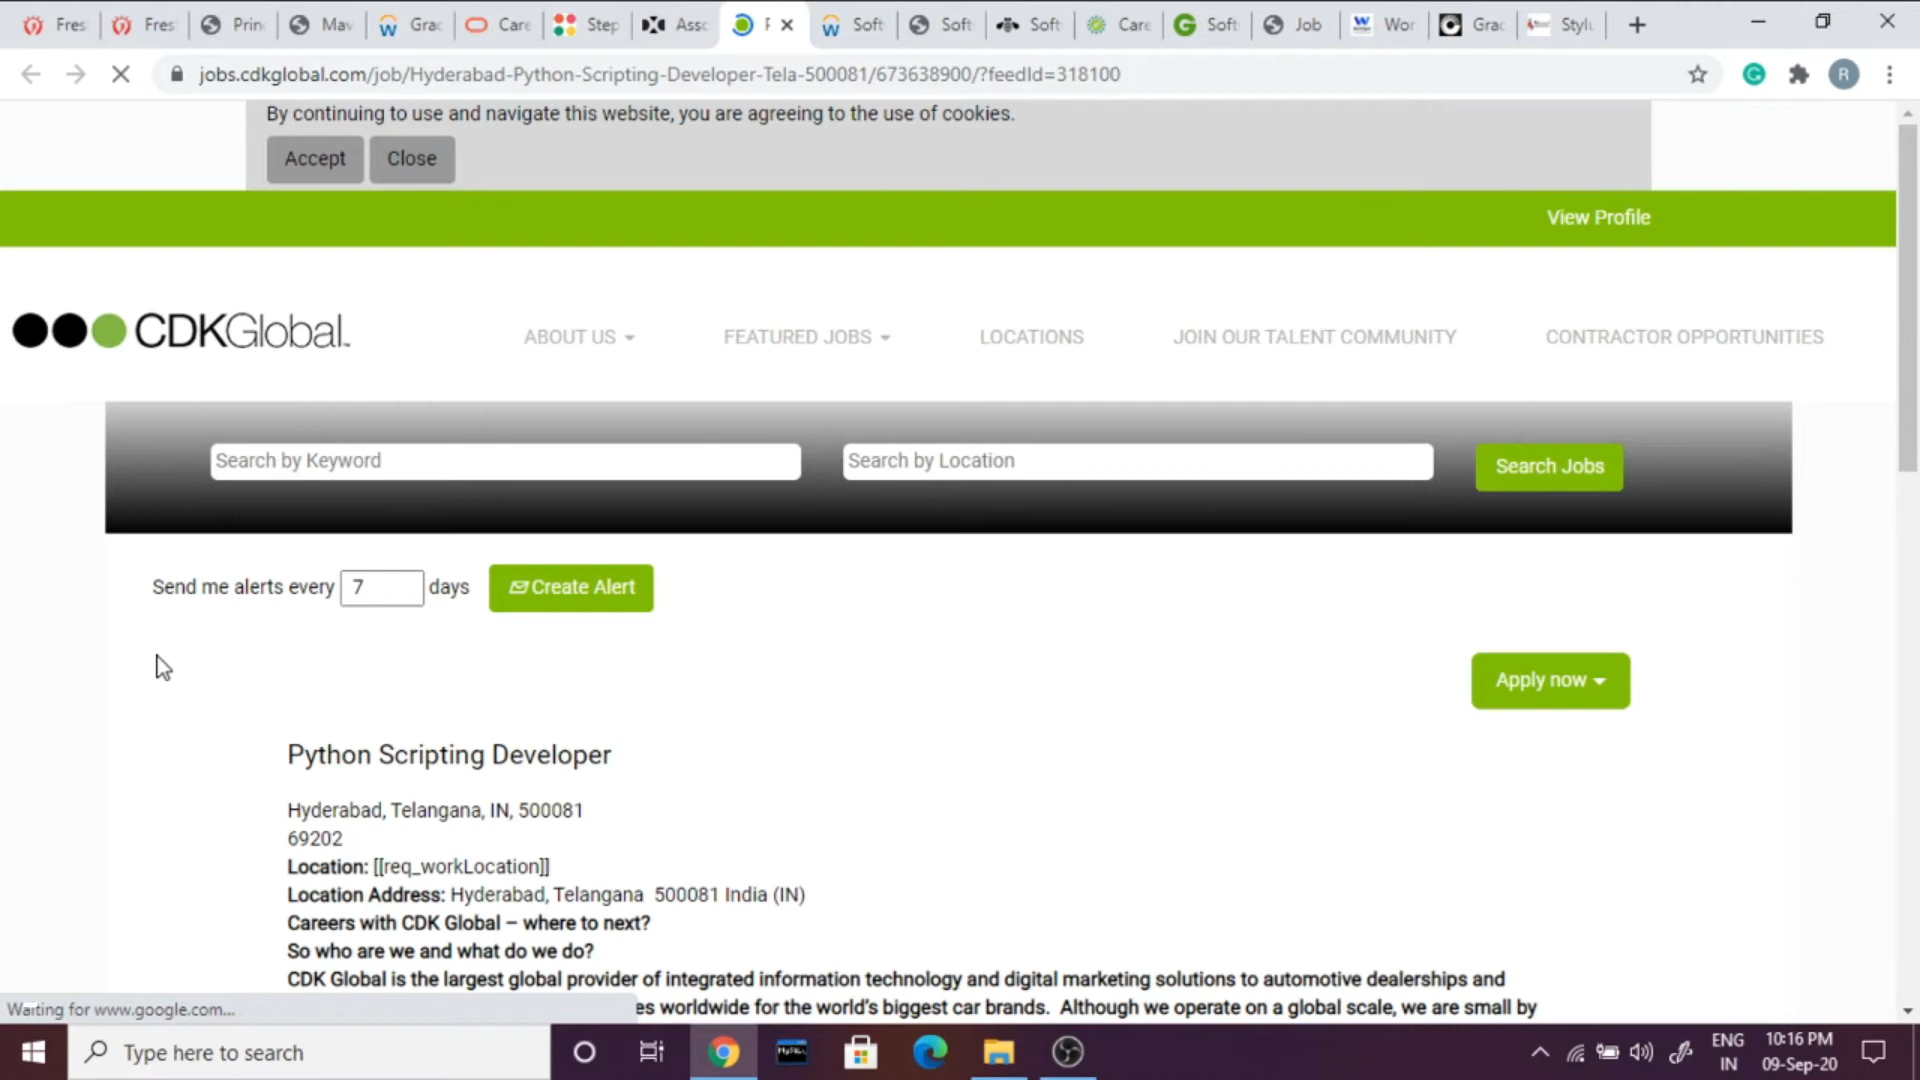 Fres
Fres
Prin
Mav
Grac
Care
Step
Asso
Soft
Soft
Soft
Care
Soft
Job
Wor
Grac
Stylu
jobs.cdkglobal.com/job/Hyderabad-Python-Scripting-Developer-Tela-500081/673638900/?feedId=318100
R
By continuing to use and navigate this website, you are agreeing to the use of cookies.
Accept Close
View Profile
CDKGlobal ABOUT US FEATURED JOBS LOCATIONS JOIN OUR TALENT COMMUNITY CONTRACTOR OPPORTUNITIES
Search by Keyword Search by Location Search Jobs
Send me alerts every 7 days Create Alert
Apply now
Python Scripting Developer
Hyderabad, Telangana, IN, 500081
69202
Location: [[req_workLocation]]
Location Address: Hyderabad, Telangana 500081 India (IN)
Careers with CDK Global – where to next?
So who are we and what do we do?
CDK Global is the largest global provider of integrated information technology and digital marketing solutions to automotive dealerships and
es worldwide for the world's biggest car brands. Although we operate on a global scale, we are small by
Waiting for www.google.com...
Type here to search
ENG 10:16 PM
IN 09-Sep-20